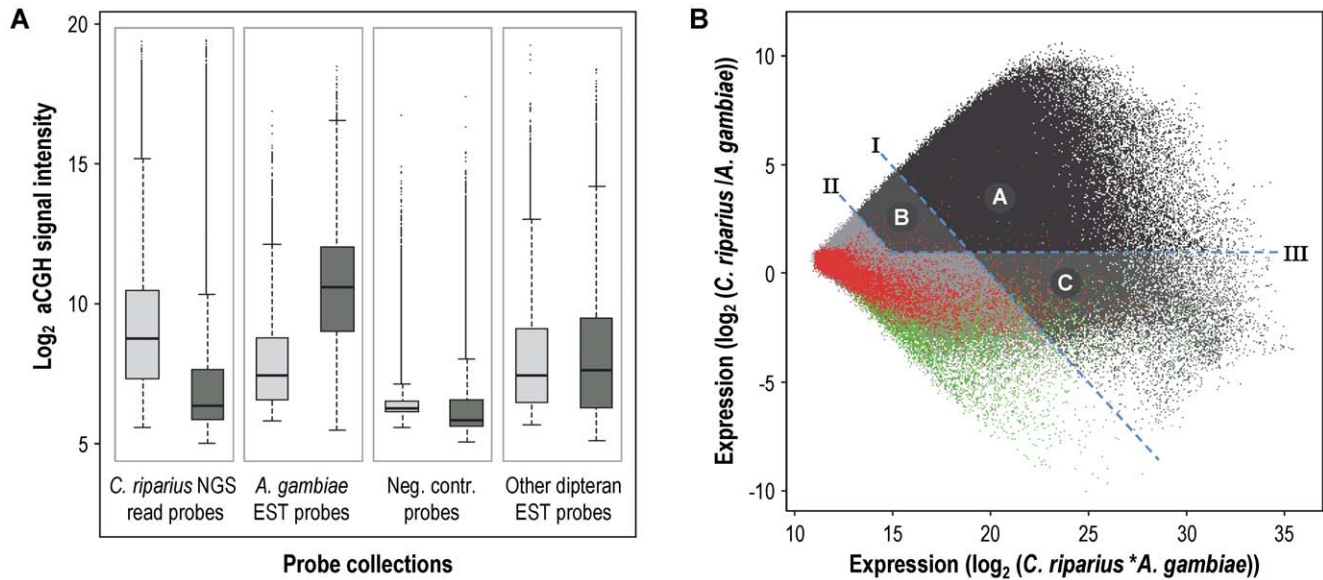 A
Log₂ aCGH signal intensity
20
15
10
5
C. riparius NGS
read probes
A. gambiae
EST probes
Neg. contr.
probes
Other dipteran
EST probes
Probe collections
B
Expression (log₂ (C. riparius /A. gambiae))
10
5
0
-5
-10
I
II
III
A
B
C
10
15
20
25
30
35
Expression (log₂ (C. riparius *A. gambiae))